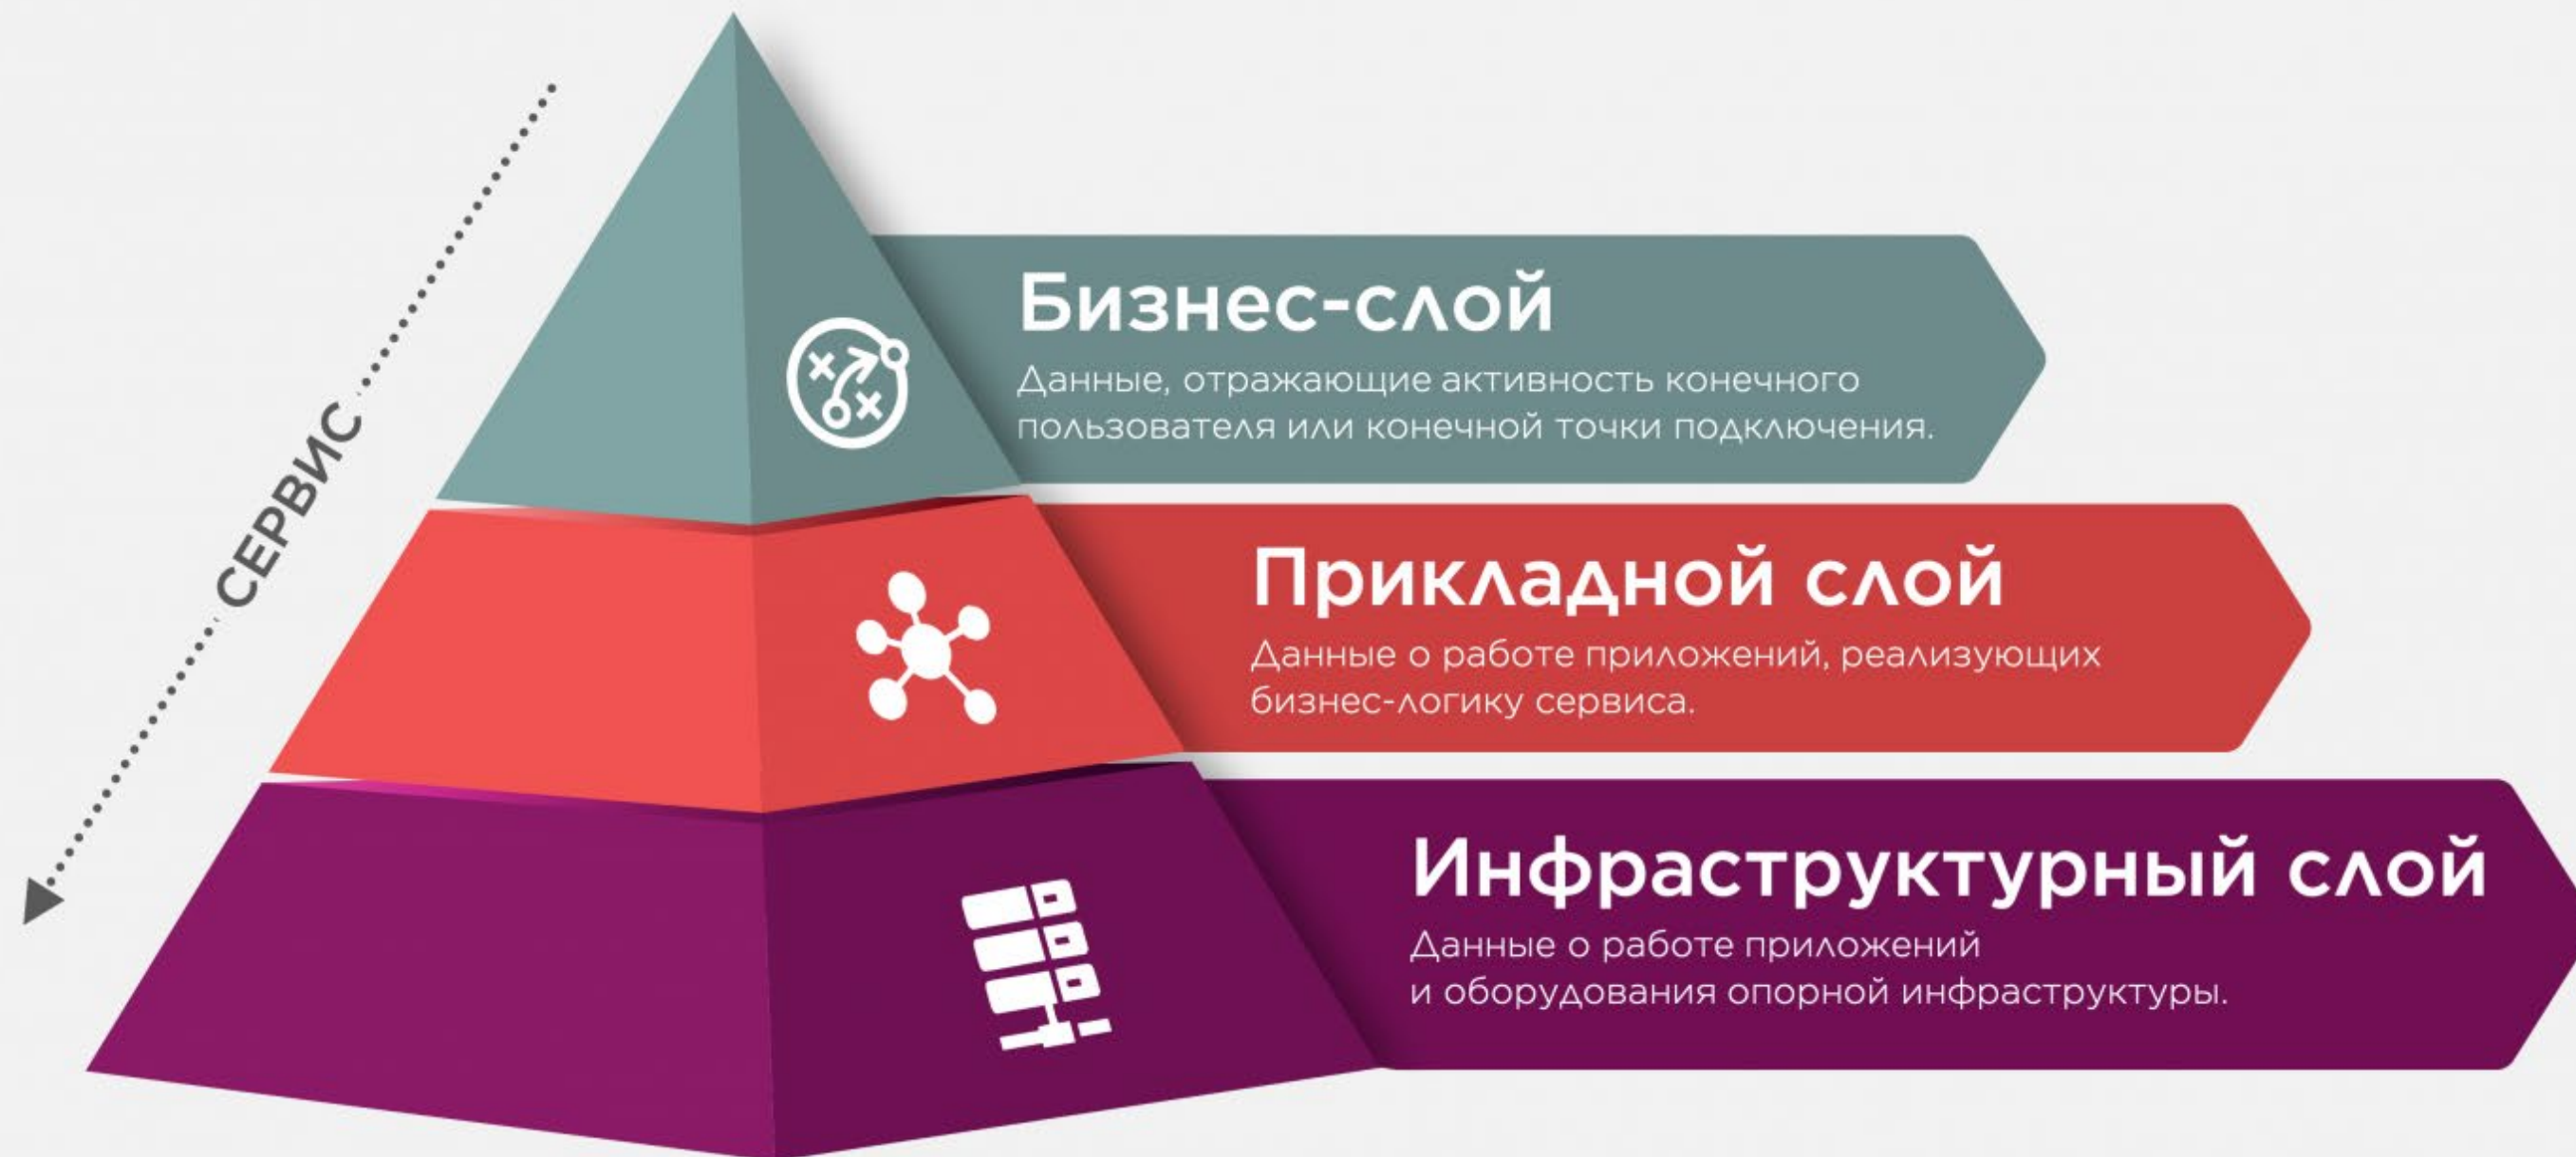 СЕРВИС
Бизнес-слой
Данные, отражающие активность конечного
пользователя или конечной точки подключения.
Прикладной слой
Данные о работе приложений, реализующих
бизнес-логику сервиса.
Инфраструктурный слой
Данные о работе приложений
и оборудования опорной инфраструктуры.